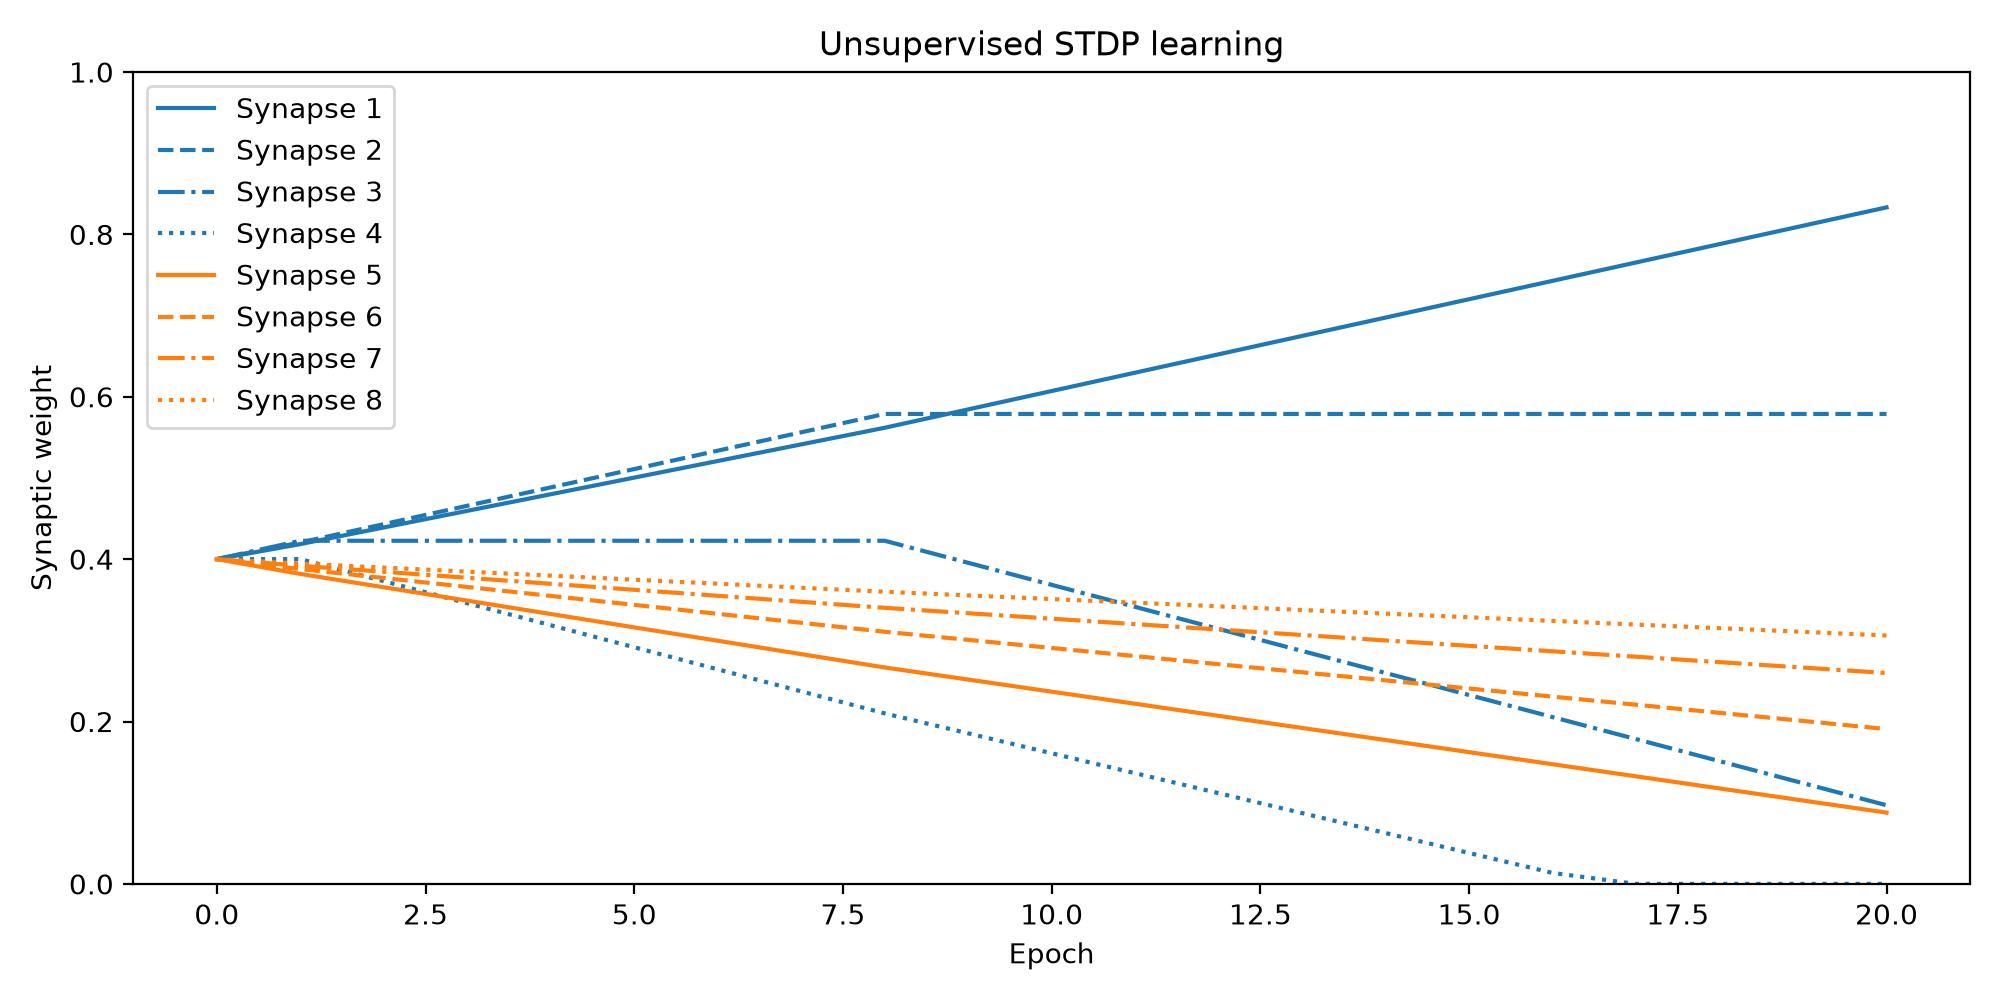 Unsupervised STDP learning
1.0
0.8
0.6
0.4
0.2
0.0
Synaptic weight
Synapse 1
Synapse 2
Synapse 3
Synapse 4
Synapse 5
Synapse 6
Synapse 7
Synapse 8
0.0 2.5 5.0 7.5 10.0 12.5 15.0 17.5 20.0
Epoch